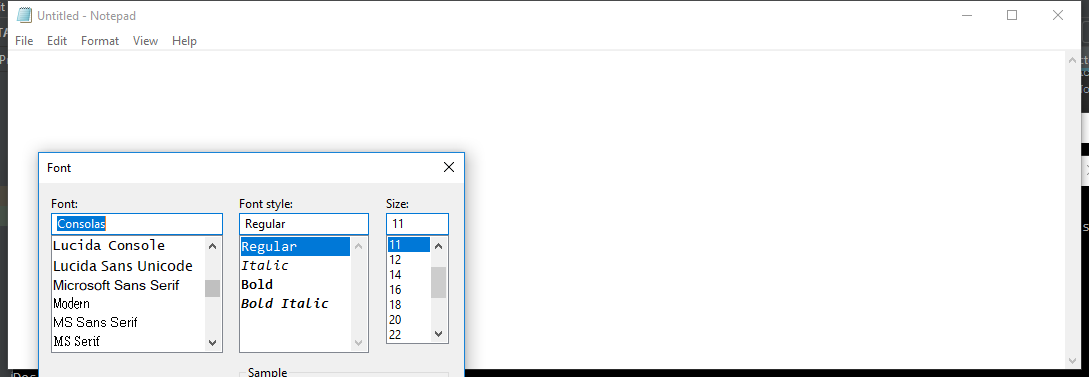 Untitled - Notepad
File Edit Format View Help
Font
Font: Font style: Size:
Consolas Regular 11
Lucida Console Regular 11
Lucida Sans Unicode Italic 12
Microsoft Sans Serif Bold 14
Modern Bold Italic 16
MS Sans Serif 18
MS Serif 20
22
Sample